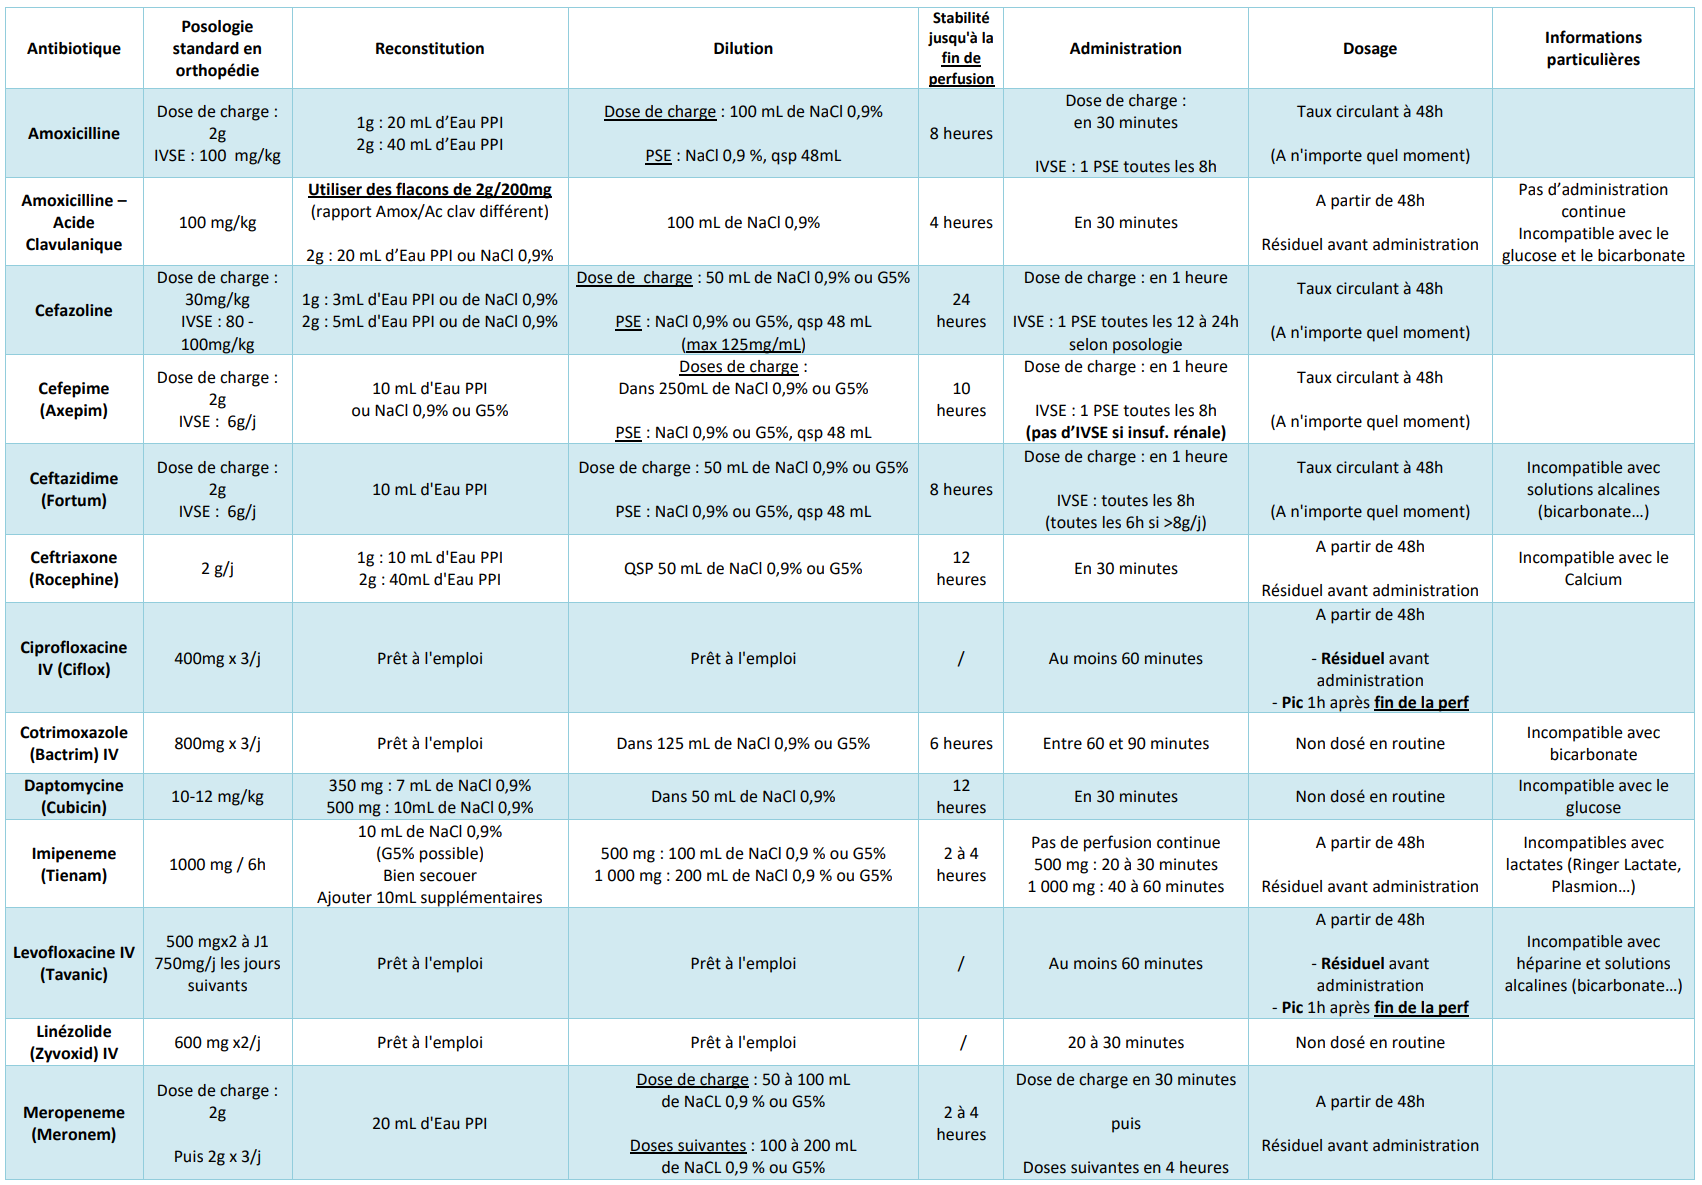 Antibiotique
Posologie
standard en
orthopédie
Reconstitution
Dilution
Stabilité
jusqu'à la
fin de
perfusion
Administration
Dosage
Informations
particulières
Amoxicilline
Dose de charge :
2g
IVSE : 100 mg/kg
1g : 20 mL d’Eau PPI
2g : 40 mL d’Eau PPI
Dose de charge : 100 mL de NaCl 0,9%
PSE : NaCl 0,9 %, qsp 48mL
8 heures
Dose de charge :
en 30 minutes
IVSE : 1 PSE toutes les 8h
Taux circulant à 48h
(A n'importe quel moment)
Amoxicilline –
Acide
Clavulanique
100 mg/kg
Utiliser des flacons de 2g/200mg
(rapport Amox/Ac clav différent)
2g : 20 mL d’Eau PPI ou NaCl 0,9%
100 mL de NaCl 0,9%
4 heures
En 30 minutes
A partir de 48h
Résiduel avant administration
Pas d’administration
continue
Incompatible avec le
glucose et le bicarbonate
Cefazoline
Dose de charge :
30mg/kg
IVSE : 80 -
100mg/kg
1g : 3mL d'Eau PPI ou de NaCl 0,9%
2g : 5mL d'Eau PPI ou de NaCl 0,9%
Dose de charge : 50 mL de NaCl 0,9% ou G5%
PSE : NaCl 0,9% ou G5%, qsp 48 mL
(max 125mg/mL)
24
heures
Dose de charge : en 1 heure
IVSE : 1 PSE toutes les 12 à 24h
selon posologie
Taux circulant à 48h
(A n'importe quel moment)
Cefepime
(Axepim)
Dose de charge :
2g
IVSE : 6g/j
10 mL d'Eau PPI
ou NaCl 0,9% ou G5%
Doses de charge :
Dans 250mL de NaCl 0,9% ou G5%
PSE : NaCl 0,9% ou G5%, qsp 48 mL
10
heures
Dose de charge : en 1 heure
IVSE : 1 PSE toutes les 8h
(pas d’IVSE si insuf. rénale)
Taux circulant à 48h
(A n'importe quel moment)
Ceftazidime
(Fortum)
Dose de charge :
2g
IVSE : 6g/j
10 mL d'Eau PPI
Dose de charge : 50 mL de NaCl 0,9% ou G5%
PSE : NaCl 0,9% ou G5%, qsp 48 mL
8 heures
Dose de charge : en 1 heure
IVSE : toutes les 8h
(toutes les 6h si >8g/j)
Taux circulant à 48h
(A n'importe quel moment)
Incompatible avec
solutions alcalines
(bicarbonate…)
Ceftriaxone
(Rocephine)
2 g/j
1g : 10 mL d'Eau PPI
2g : 40mL d'Eau PPI
QSP 50 mL de NaCl 0,9% ou G5%
12
heures
En 30 minutes
A partir de 48h
Résiduel avant administration
Incompatible avec le
Calcium
Ciprofloxacine
IV (Ciflox)
400mg x 3/j
Prêt à l'emploi
Prêt à l'emploi
/
Au moins 60 minutes
A partir de 48h
- Résiduel avant
administration
- Pic 1h après fin de la perf
Cotrimoxazole
(Bactrim) IV
800mg x 3/j
Prêt à l'emploi
Dans 125 mL de NaCl 0,9% ou G5%
6 heures
Entre 60 et 90 minutes
Non dosé en routine
Incompatible avec
bicarbonate
Daptomycine
(Cubicin)
10-12 mg/kg
350 mg : 7 mL de NaCl 0,9%
500 mg : 10mL de NaCl 0,9%
Dans 50 mL de NaCl 0,9%
12
heures
En 30 minutes
Non dosé en routine
Incompatible avec le
glucose
Imipeneme
(Tienam)
1000 mg / 6h
10 mL de NaCl 0,9%
(G5% possible)
Bien secouer
Ajouter 10mL supplémentaires
500 mg : 100 mL de NaCl 0,9 % ou G5%
1 000 mg : 200 mL de NaCl 0,9 % ou G5%
2 à 4
heures
Pas de perfusion continue
500 mg : 20 à 30 minutes
1 000 mg : 40 à 60 minutes
A partir de 48h
Résiduel avant administration
Incompatibles avec
lactates (Ringer Lactate,
Plasmion…)
Levofloxacine IV
(Tavanic)
500 mgx2 à J1
750mg/j les jours
suivants
Prêt à l'emploi
Prêt à l'emploi
/
Au moins 60 minutes
A partir de 48h
- Résiduel avant
administration
- Pic 1h après fin de la perf
Incompatible avec
héparine et solutions
alcalines (bicarbonate…)
Linézolide
(Zyvoxid) IV
600 mg x2/j
Prêt à l'emploi
Prêt à l'emploi
/
20 à 30 minutes
Non dosé en routine
Meropeneme
(Meronem)
Dose de charge :
2g
Puis 2g x 3/j
20 mL d'Eau PPI
Dose de charge : 50 à 100 mL
de NaCL 0,9 % ou G5%
Doses suivantes : 100 à 200 mL
de NaCL 0,9 % ou G5%
2 à 4
heures
Dose de charge en 30 minutes
puis
Doses suivantes en 4 heures
A partir de 48h
Résiduel avant administration